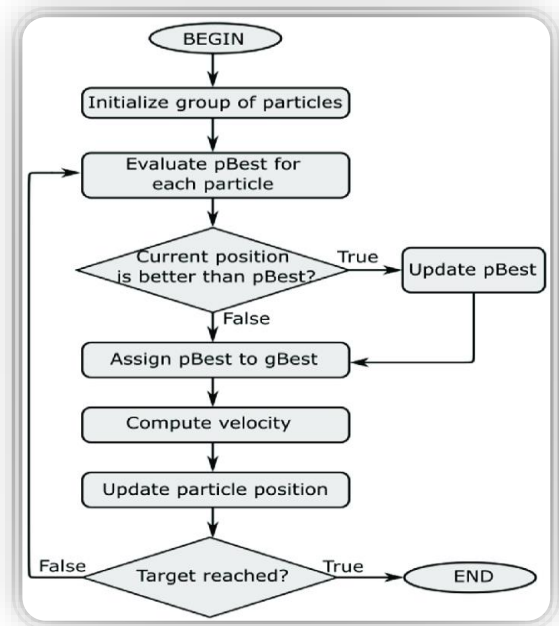 BEGIN
Initialize group of particles
Evaluate pBest for
each particle
Current position
is better than pBest?
True
Update pBest
False
Assign pBest to gBest
Compute velocity
Update particle position
False
Target reached?
True
END